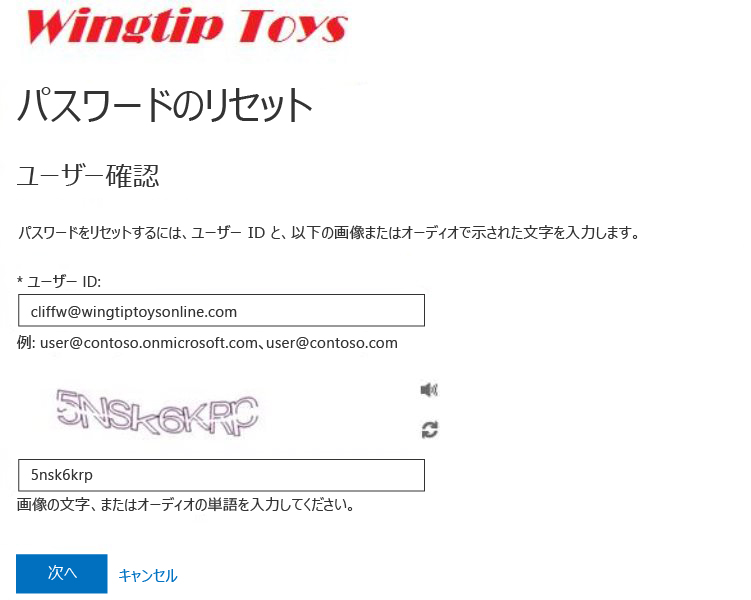 Wingtip Toys
パスワードのリセット
ユーザー確認
パスワードをリセットするには、ユーザー ID と、以下の画像またはオーディオで示された文字を入力します。
* ユーザー ID:
cliffw@wingtiptoysonline.com
例: user@contoso.onmicrosoft.com、user@contoso.com
5NSk6KRP
5nsk6krp
画像の文字、またはオーディオの単語を入力してください。
次へ キャンセル